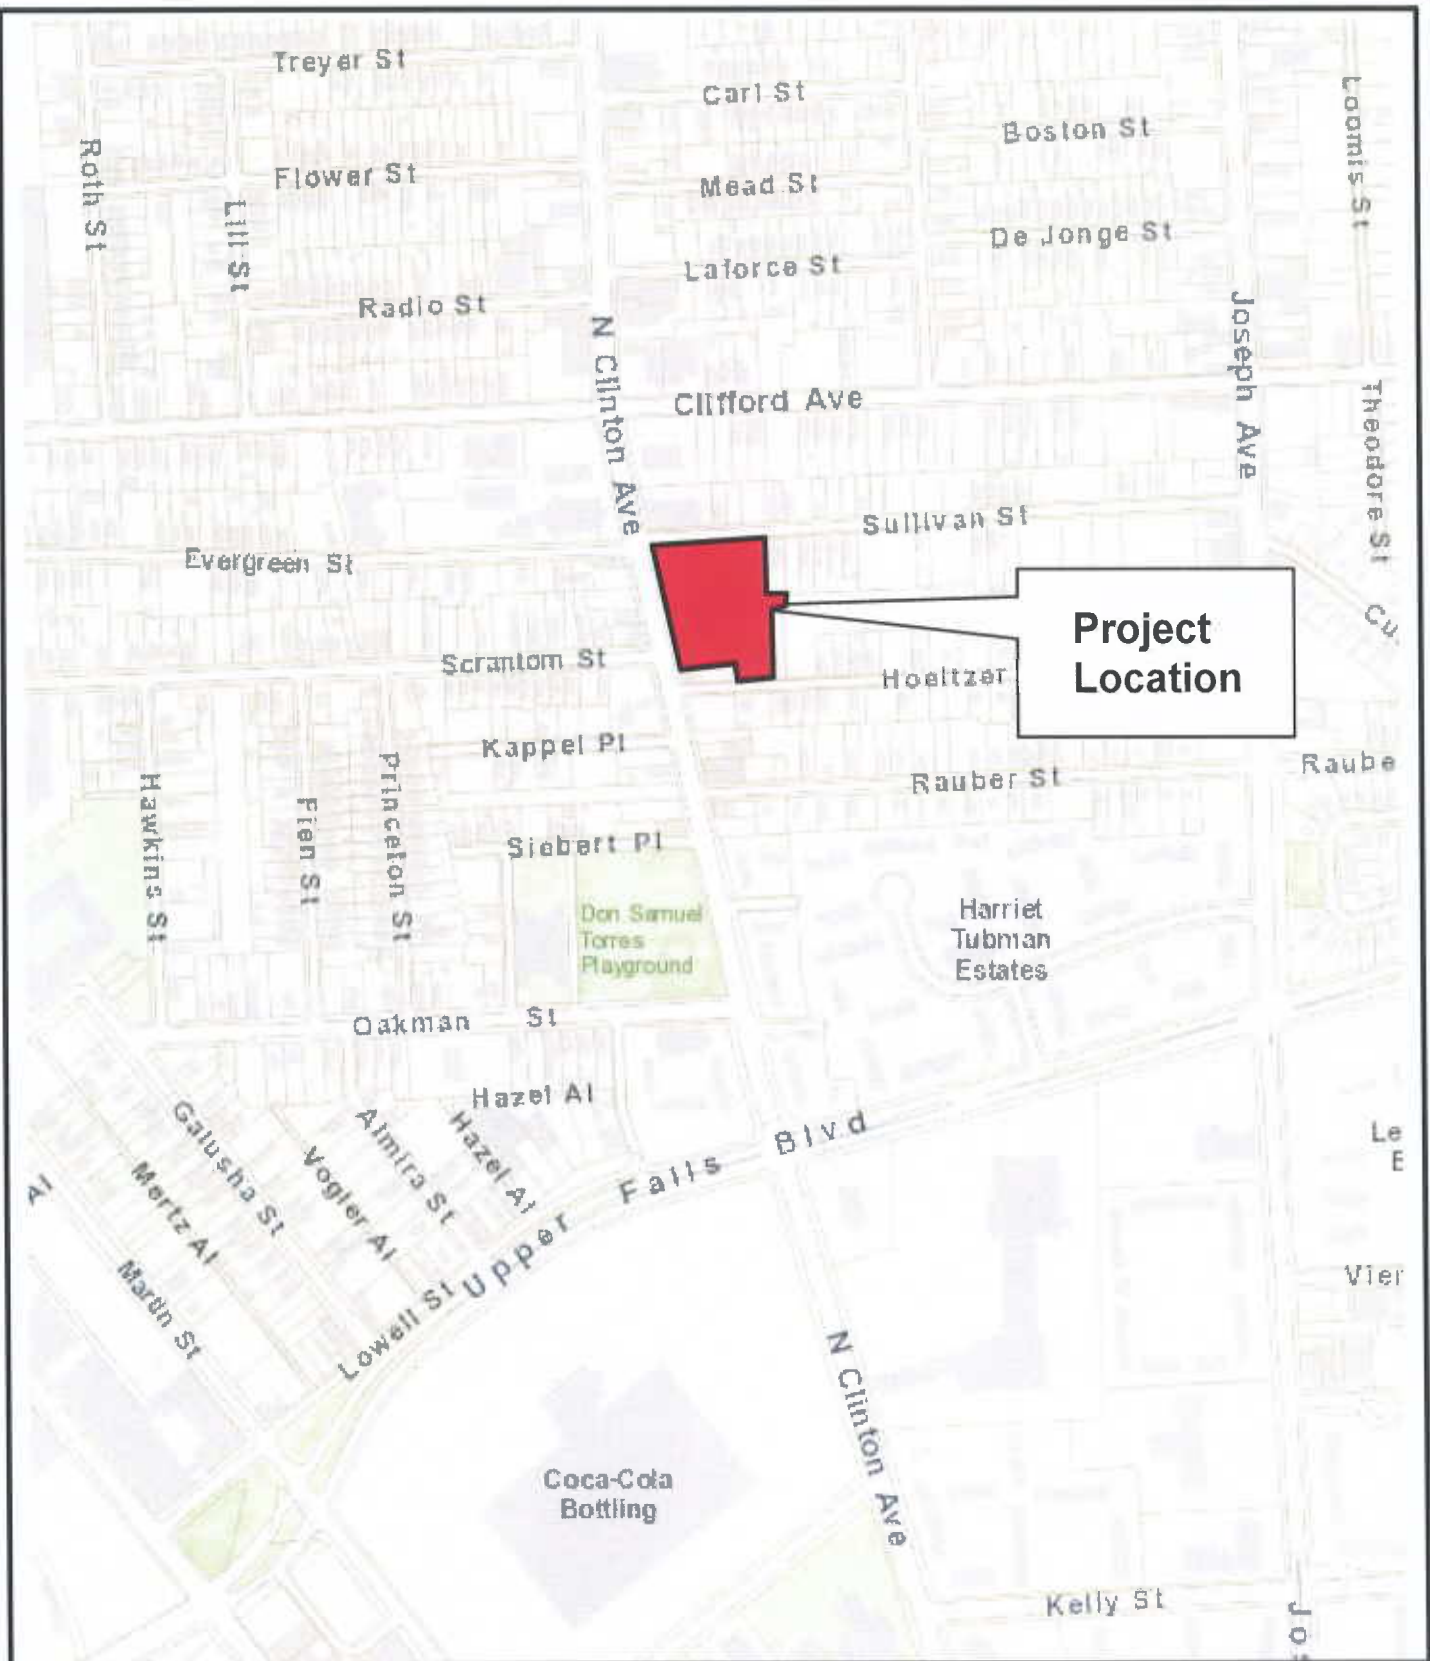 Treyer St
Carl St
Boston St
Loomis St
Roth St
Flower St
Mead St
Lill St
De Jonge St
Laforce St
Radio St
Joseph Ave
N Clinton Ave
Clifford Ave
Theodore St
Sullivan St
Evergreen St
Project
Location
Cu
Scrantom St
Hoeltzer
Kappel Pl
Rauber St
Raube
Hawkins St
Fien St
Princeton St
Siebert Pl
Don Samuel
Torres
Playground
Harriet
Tubman
Estates
Oakman St
Hazel Al
Galusha St
Almira St
Hazel Al
Vogler Al
Mertz Al
Al
Martin St
Lowell St
Upper Falls Blvd
Le
E
Vier
N Clinton Ave
Coca-Cola
Bottling
Kelly St
Jos